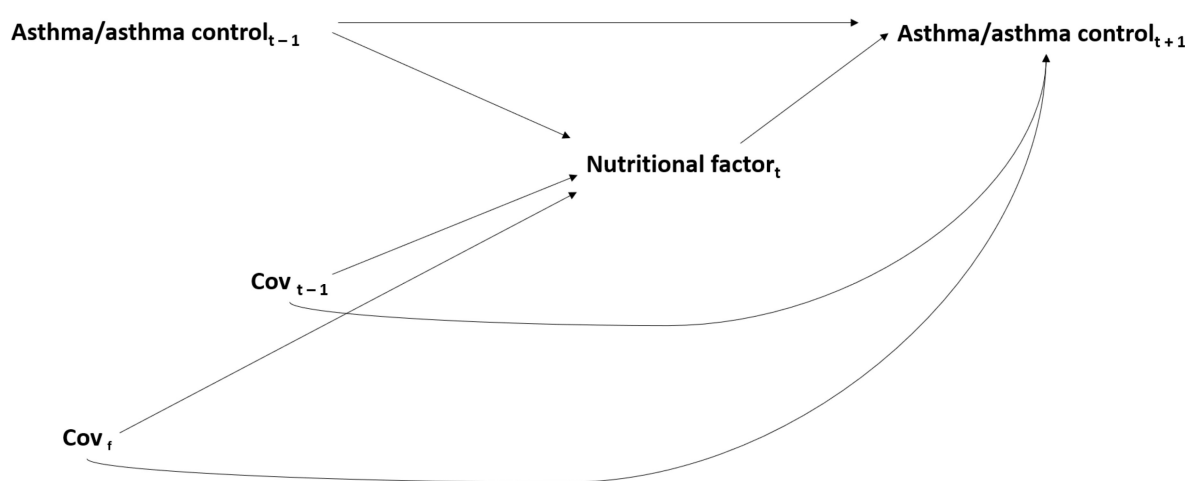 Asthma/asthma control t – 1
Asthma/asthma control t + 1
Nutritional factor t
Cov t – 1
Cov f